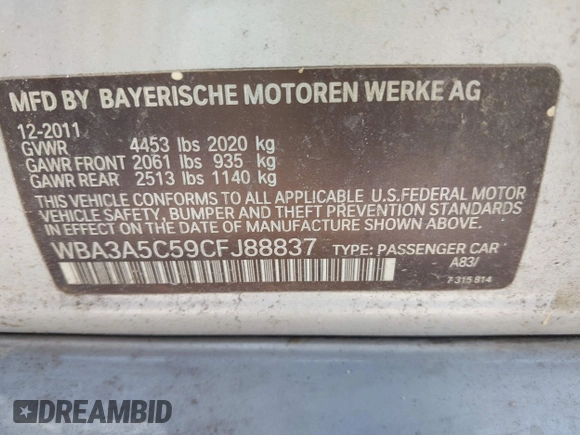 MFD BY BAYERISCHE MOTOREN WERKE AG
12-2011
GVWR 4453 lbs 2020 kg
GAWR FRONT 2061 lbs 935 kg
GAWR REAR 2513 lbs 1140 kg
THIS VEHICLE CONFORMS TO ALL APPLICABLE U.S.FEDERAL MOTOR
VEHICLE SAFETY, BUMPER AND THEFT PREVENTION STANDARDS
IN EFFECT ON THE DATE OF MANUFACTURE SHOWN ABOVE.
WBA3A5C59CFJ88837 TYPE: PASSENGER CAR
A83/
7 315 814
DREAMBID